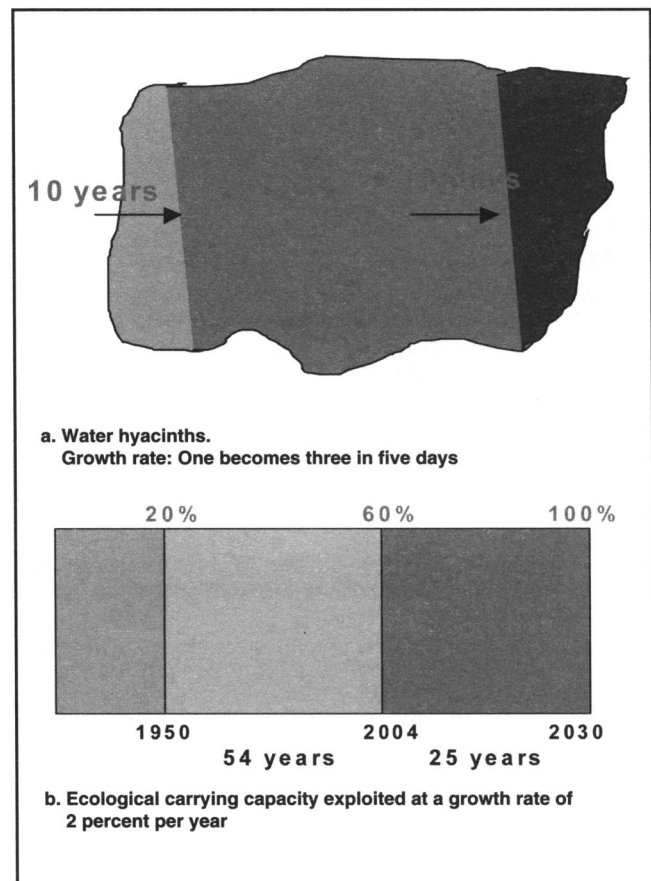 10 years
a. Water hyacinths.
Growth rate: One becomes three in five days
20% 60% 100%
1950 2004 2030
54 years 25 years
b. Ecological carrying capacity exploited at a growth rate of
2 percent per year